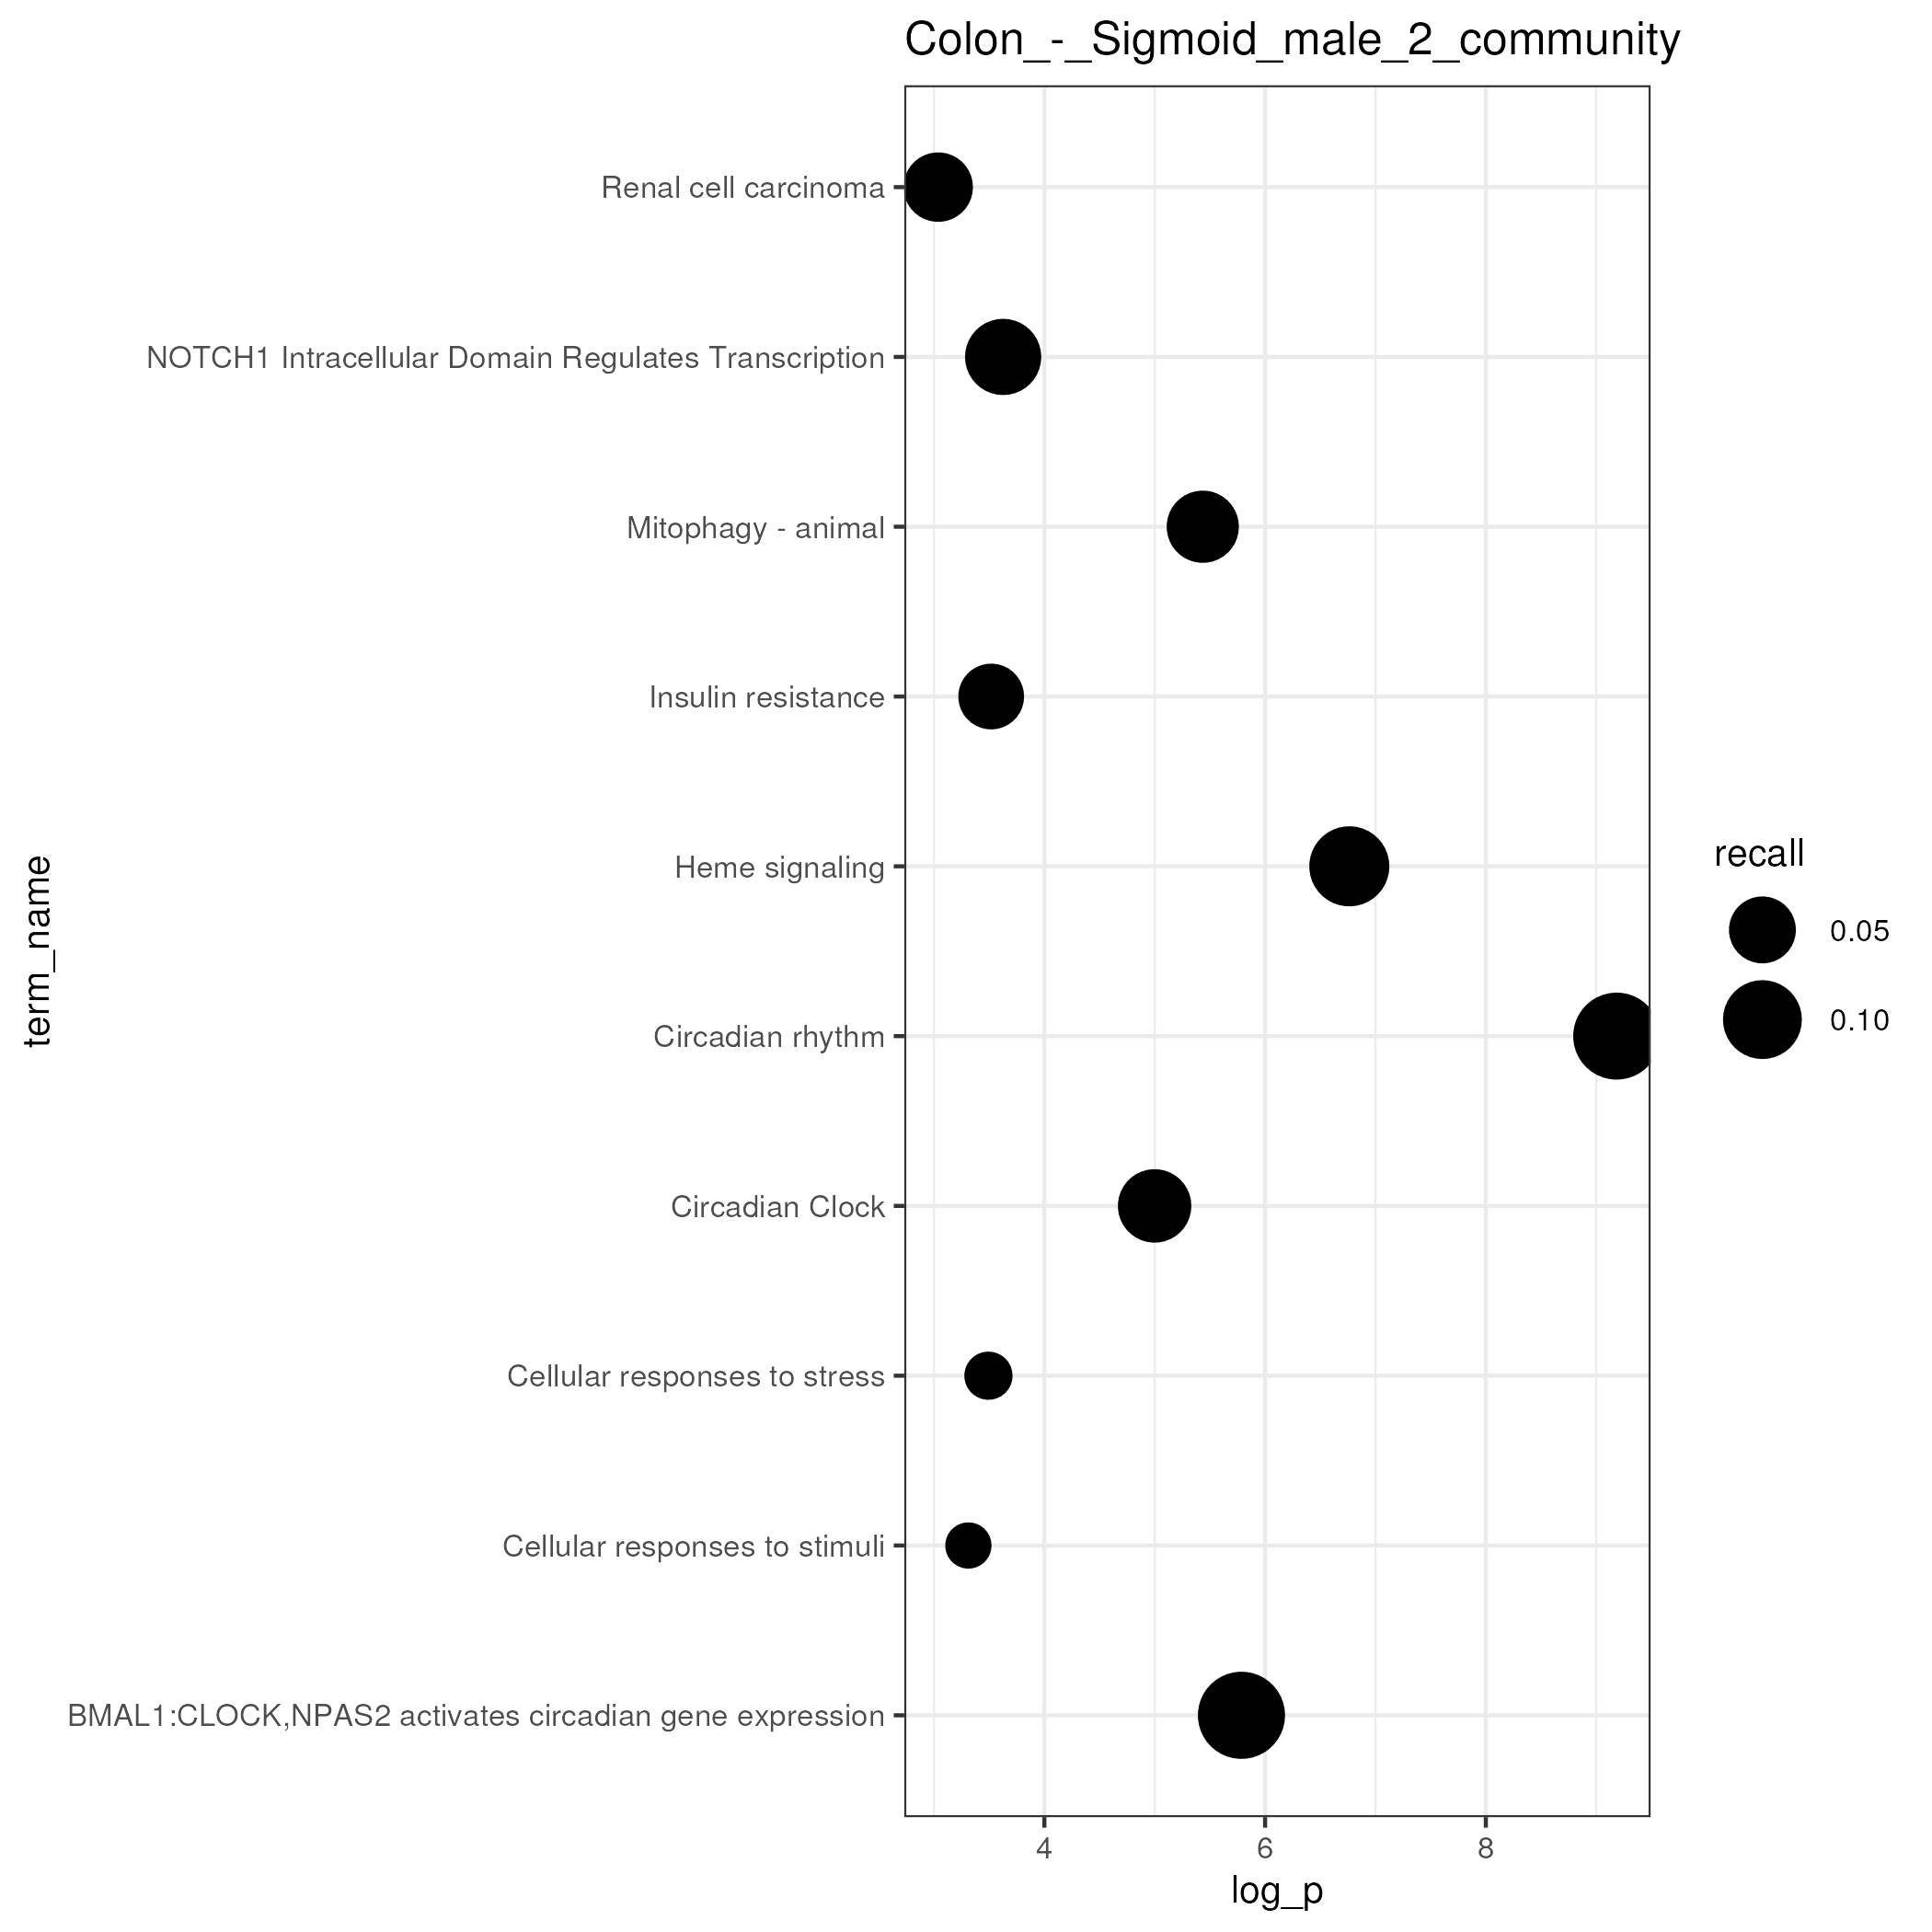 Colon_-_Sigmoid_male_2_community
Renal cell carcinoma
NOTCH1 Intracellular Domain Regulates Transcription
Mitophagy - animal
Insulin resistance
Heme signaling
Circadian rhythm
Circadian Clock
Cellular responses to stress
Cellular responses to stimuli
BMAL1:CLOCK,NPAS2 activates circadian gene expression
term_name
4 6 8
log_p
recall
0.05
0.10